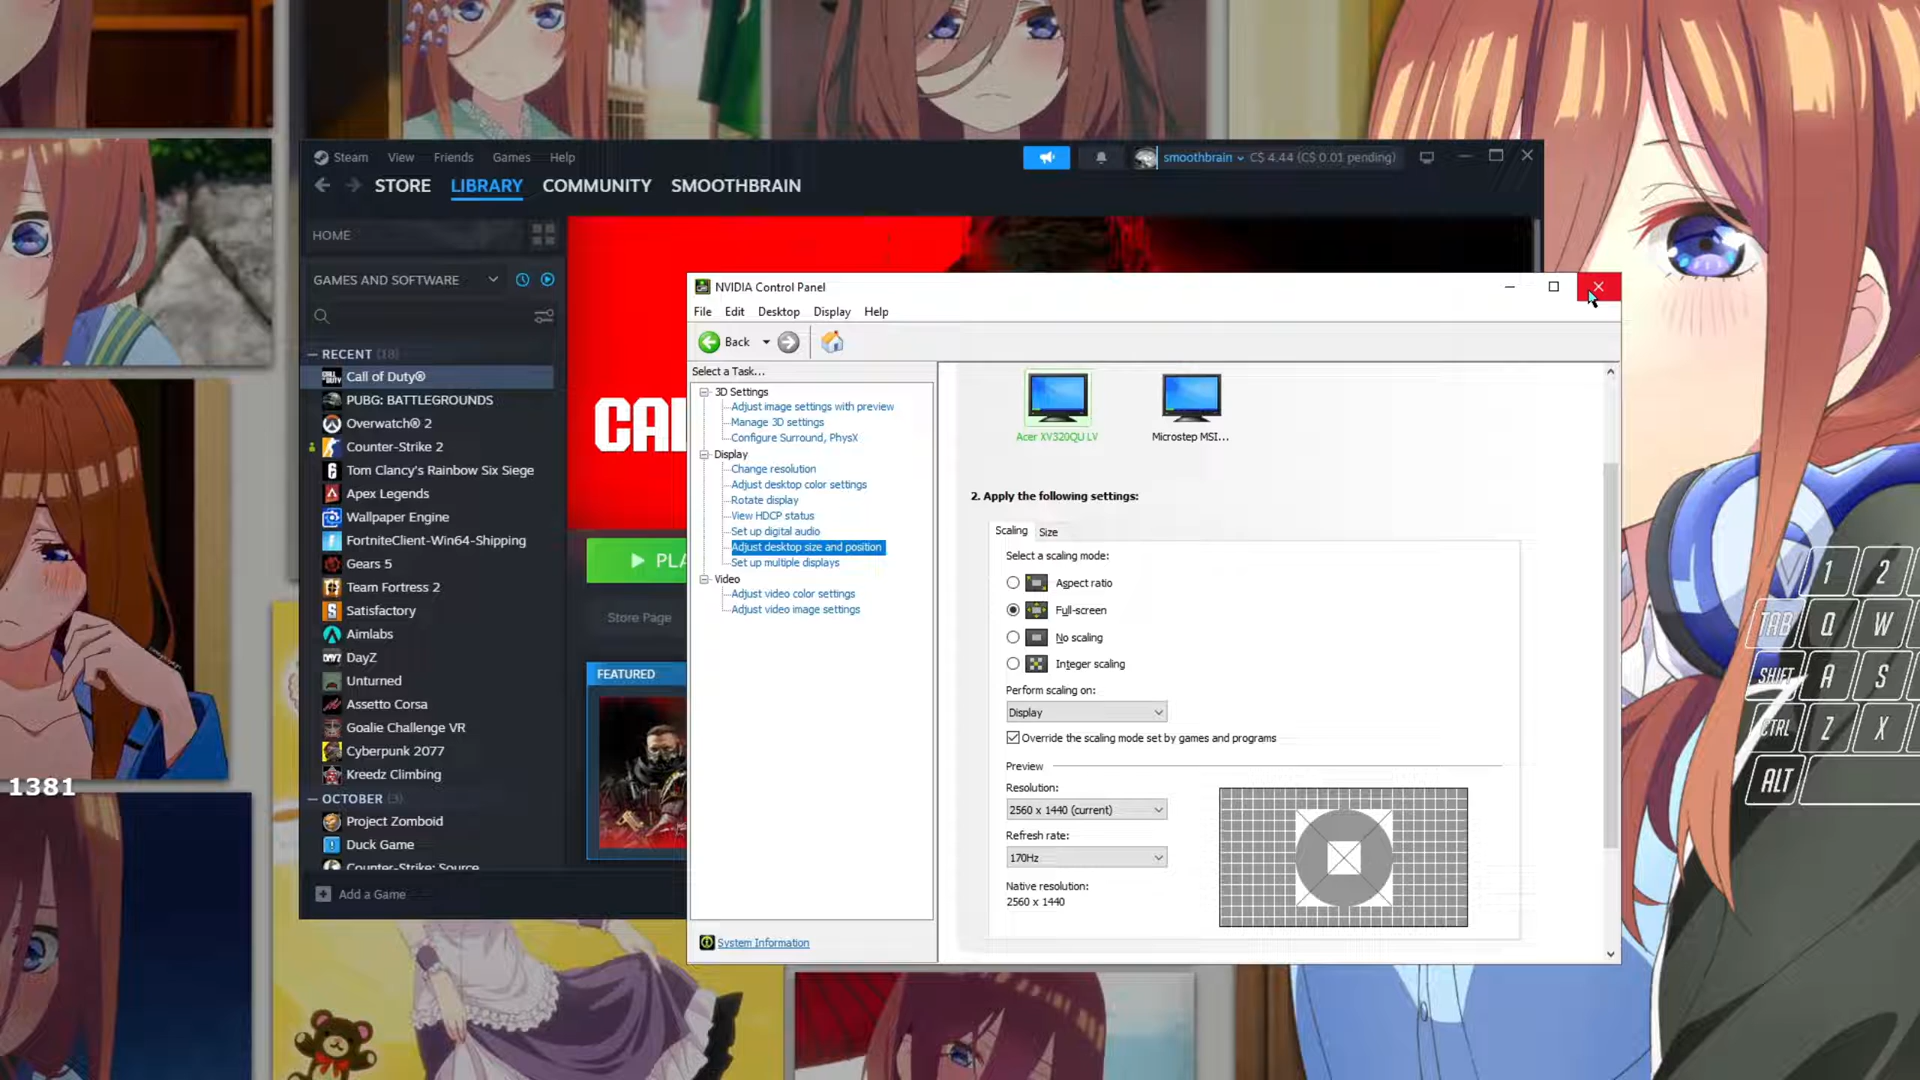 Steam View Friends Games Help
smoothbrain C$ 4.44 (C$ 0.01 pending)
STORE LIBRARY COMMUNITY SMOOTHBRAIN
HOME
GAMES AND SOFTWARE
RECENT (18)
Call of Duty®
PUBG: BATTLEGROUNDS
Overwatch® 2
Counter-Strike 2
Tom Clancy's Rainbow Six Siege
Apex Legends
Wallpaper Engine
FortniteClient-Win64-Shipping
Gears 5
Team Fortress 2
Satisfactory
Aimlabs
DayZ
Unturned
Assetto Corsa
Goalie Challenge VR
Cyberpunk 2077
Kreedz Climbing
OCTOBER (3)
Project Zomboid
Duck Game
Counter-Strike: Source
Add a Game
CAL
PLA
Store Page
FEATURED
NVIDIA Control Panel
File Edit Desktop Display Help
Back
Select a Task...
3D Settings
Adjust image settings with preview
Manage 3D settings
Configure Surround, PhysX
Display
Change resolution
Adjust desktop color settings
Rotate display
View HDCP status
Set up digital audio
Adjust desktop size and position
Set up multiple displays
Video
Adjust video color settings
Adjust video image settings
System Information
Acer XV320QU LV
Microstep MSI...
2. Apply the following settings:
Scaling Size
Select a scaling mode:
Aspect ratio
Full-screen
No scaling
Integer scaling
Perform scaling on:
Display
Override the scaling mode set by games and programs
Preview
Resolution:
2560 x 1440 (current)
Refresh rate:
170Hz
Native resolution:
2560 x 1440
1381
1 2
TAB Q W
SHIFT A S
CTRL Z X
ALT